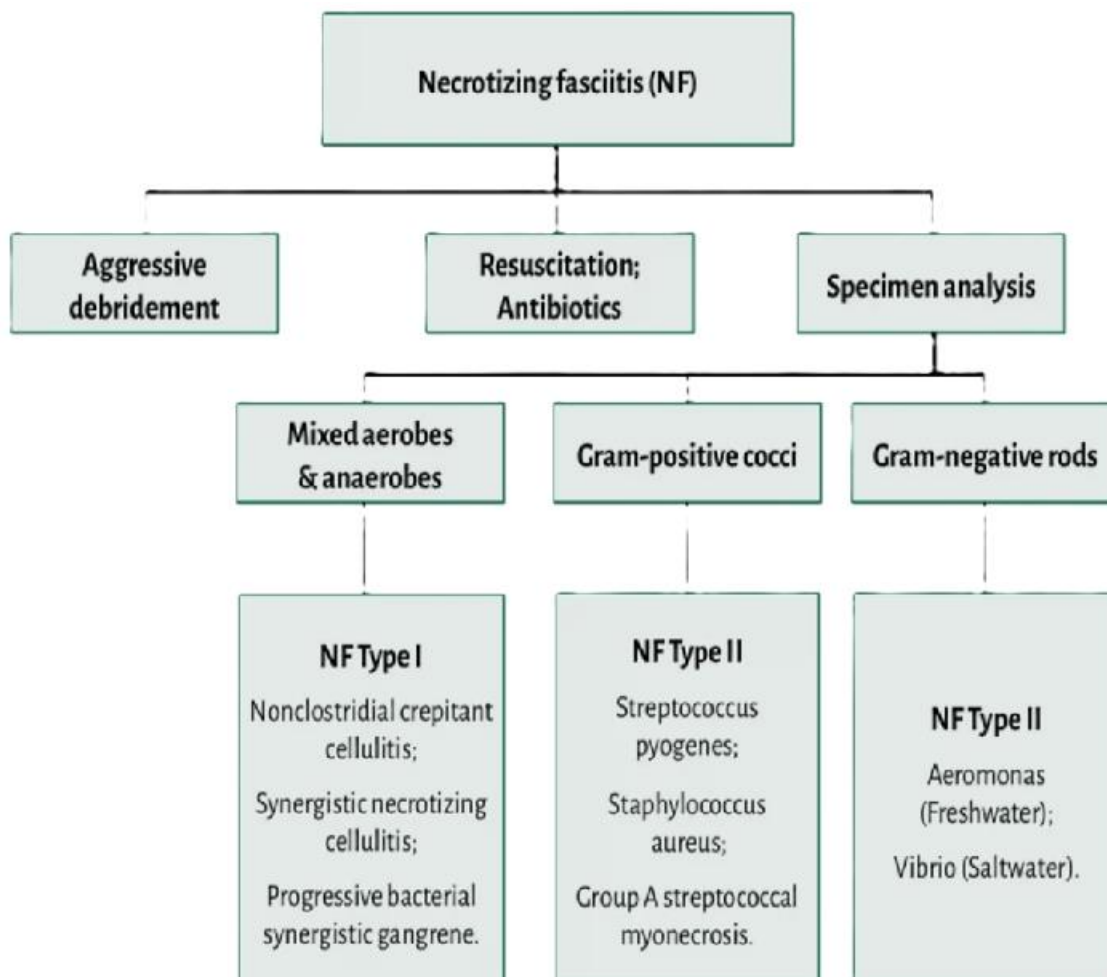 Necrotizing fasciitis (NF)
Aggressive
debridement
Resuscitation;
Antibiotics
Specimen analysis
Mixed aerobes
& anaerobes
Gram-positive cocci
Gram-negative rods
NF Type I
Nonclostridial crepitant
cellulitis;
Synergistic necrotizing
cellulitis;
Progressive bacterial
synergistic gangrene.
NF Type II
Streptococcus
pyogenes;
Staphylococcus
aureus;
Group A streptococcal
myonecrosis.
NF Type II
Aeromonas
(Freshwater);
Vibrio (Saltwater).